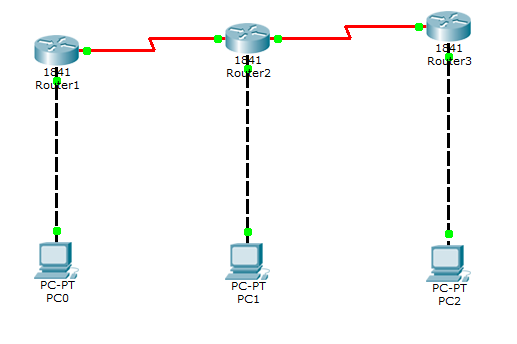 1841
Router1
1841
Router2
1841
Router3
PC-PT
PC0
PC-PT
PC1
PC-PT
PC2